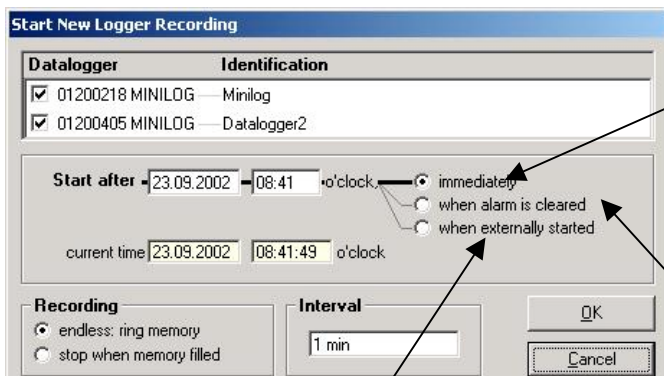 Start New Logger Recording
Datalogger Identification
01200218 MINILOG Minilog
01200405 MINILOG Datalogger2
Start after 23.09.2002 08:41 o'clock, immediately
when alarm is cleared
when externally started
current time 23.09.2002 08:41:49 o'clock
Recording
endless: ring memory
stop when memory filled
Interval
1 min
OK
Cancel